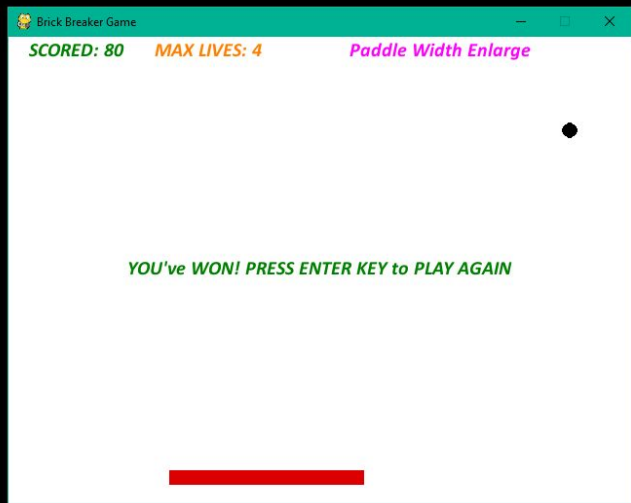 Brick Breaker Game
SCORED: 80 MAX LIVES: 4 Paddle Width Enlarge
YOU've WON! PRESS ENTER KEY to PLAY AGAIN